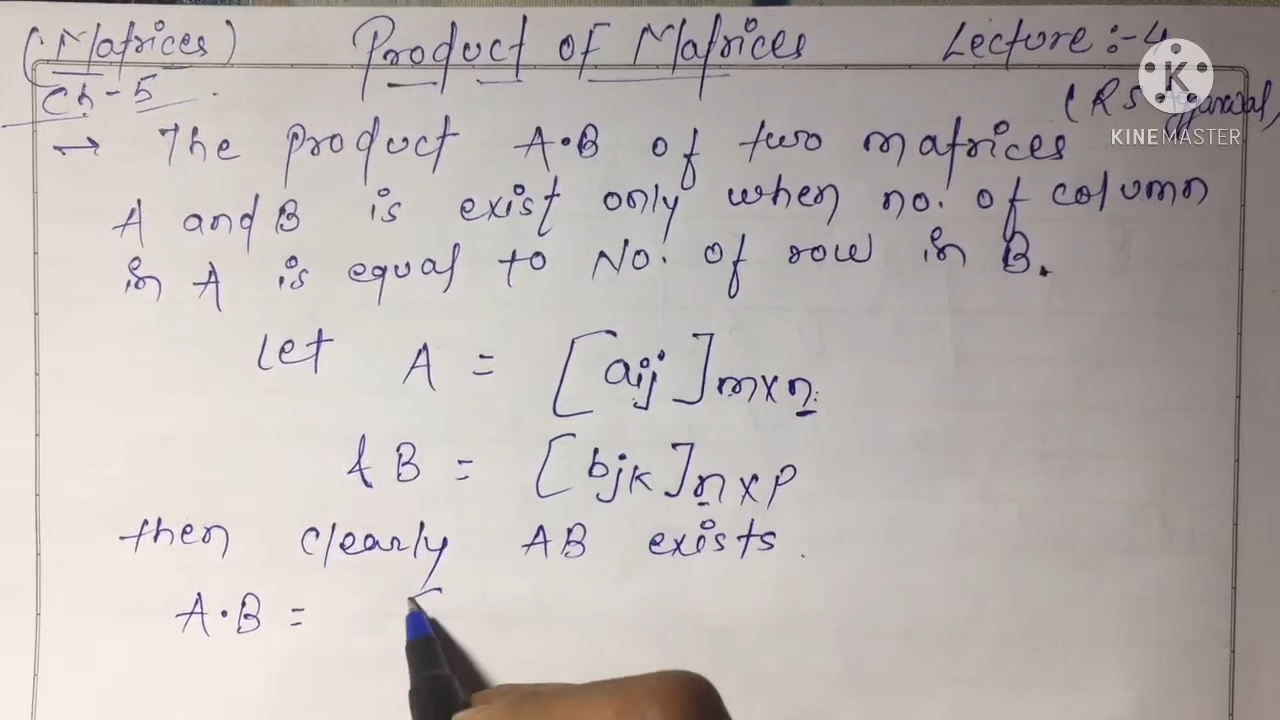 (Matrices) Product of Matrices Lecture:-4
Ch-5
(RS Aggarwal)
KINEMASTER
→ The product A·B of two matrices
A and B is exist only when no. of column
in A is equal to No. of row in B.
Let A = [aij]m×n
& B = [bjk]n×p
then clearly AB exists.
A·B = [